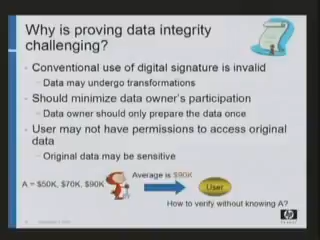 Why is proving data integrity
challenging?
Conventional use of digital signature is invalid
Data may undergo transformations
Should minimize data owner's participation
Data owner should only prepare the data once
User may not have permissions to access original
data
Original data may be sensitive
Average is $90K
A = $50K, $70K, $90K
User
How to verify without knowing A?
hp